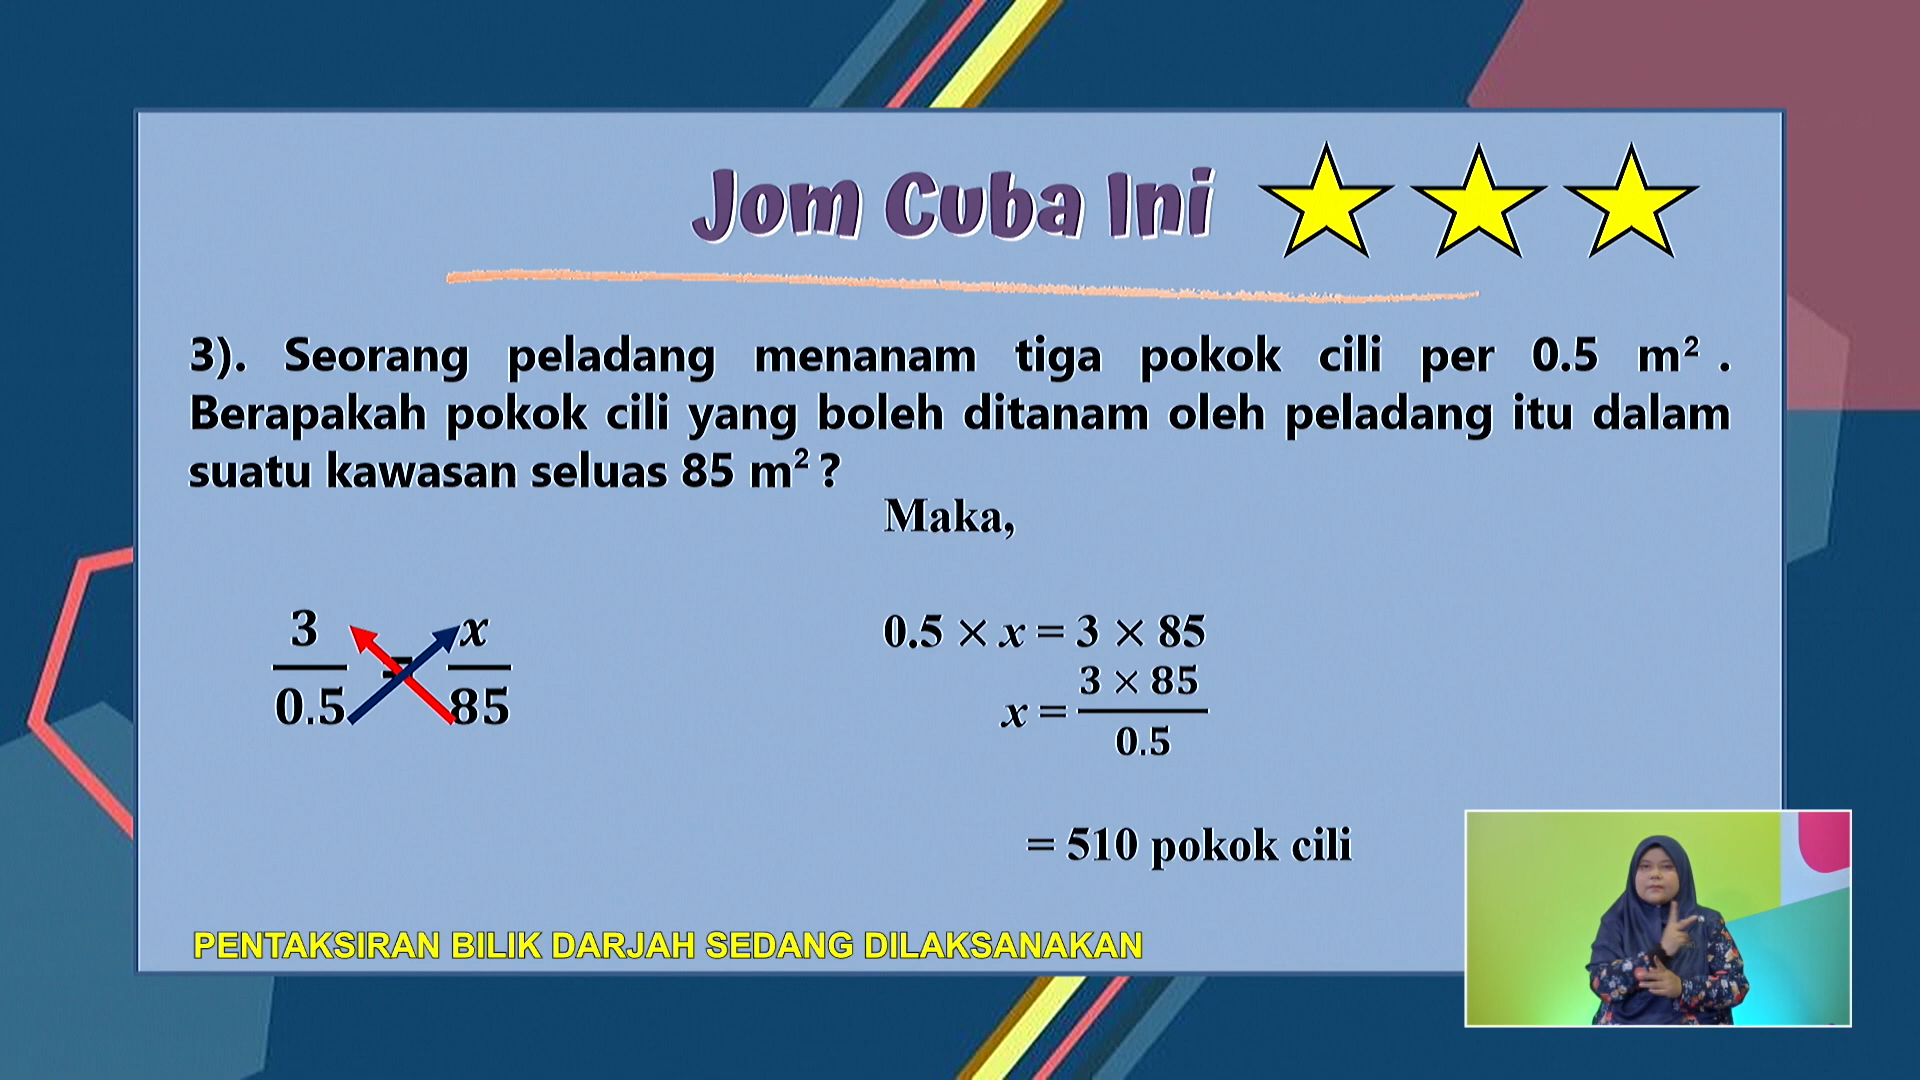 Jom Cuba Ini
3). Seorang peladang menanam tiga pokok cili per 0.5 m² .
Berapakah pokok cili yang boleh ditanam oleh peladang itu dalam
suatu kawasan seluas 85 m² ?
Maka,
3/0.5 = x/85
0.5 × x = 3 × 85
x = (3 × 85)/0.5
= 510 pokok cili
PENTAKSIRAN BILIK DARJAH SEDANG DILAKSANAKAN